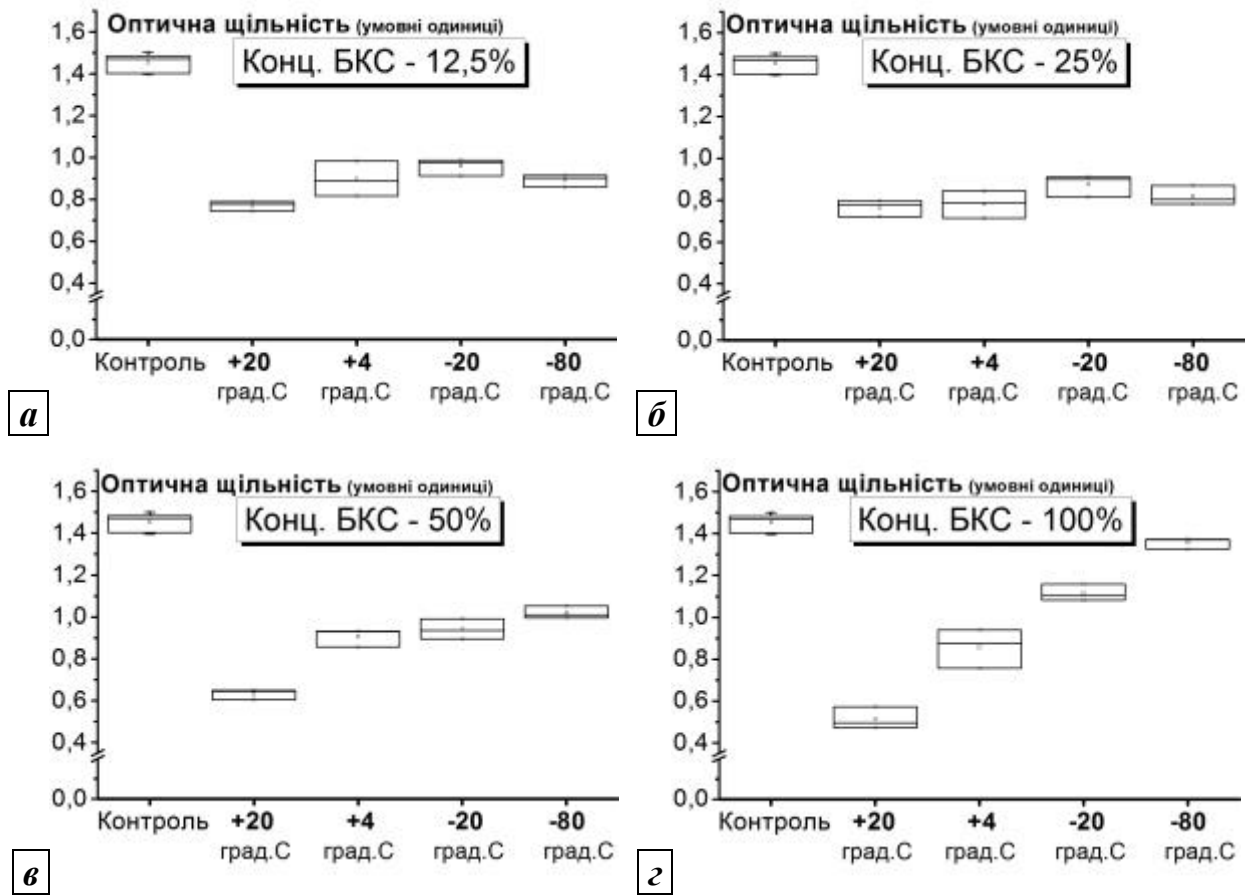 Оптична щільність (умовні одиниці)
Конц. БКС - 12,5%
1,6
1,4
1,2
1,0
0,8
0,6
0,4
0,0
Контроль +20 +4 -20 -80
град.С град.С град.С град.С
а
Оптична щільність (умовні одиниці)
Конц. БКС - 25%
1,6
1,4
1,2
1,0
0,8
0,6
0,4
0,0
Контроль +20 +4 -20 -80
град.С град.С град.С град.С
б
Оптична щільність (умовні одиниці)
Конц. БКС - 50%
1,6
1,4
1,2
1,0
0,8
0,6
0,4
0,0
Контроль +20 +4 -20 -80
град.С град.С град.С град.С
в
Оптична щільність (умовні одиниці)
Конц. БКС - 100%
1,6
1,4
1,2
1,0
0,8
0,6
0,4
0,0
Контроль +20 +4 -20 -80
град.С град.С град.С град.С
г